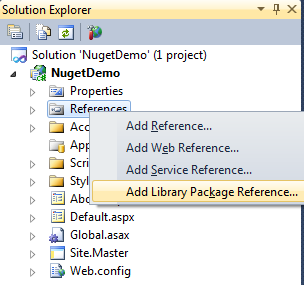 Solution Explorer
Solution 'NugetDemo' (1 project)
NugetDemo
Properties
References
Acc
Add Reference...
App
Add Web Reference...
Scri
Add Service Reference...
Styl
Add Library Package Reference...
Abo
Default.aspx
Global.asax
Site.Master
Web.config